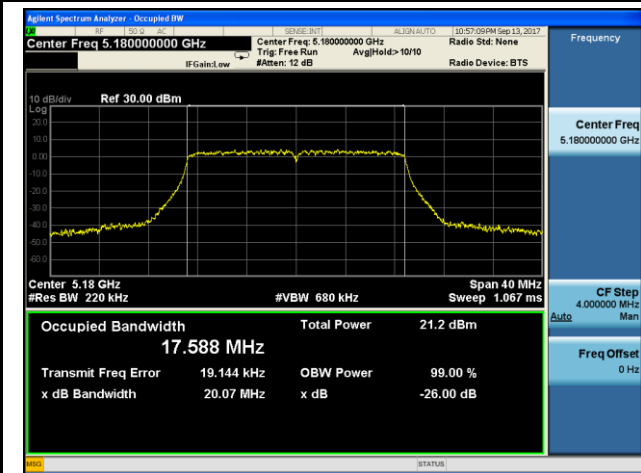 Agilent Spectrum Analyzer - Occupied BW
RF 50 Ω AC SENSE:INT ALIGN AUTO 10:57:09 PM Sep 13, 2017
Center Freq 5.180000000 GHz
Center Freq: 5.180000000 GHz Radio Std: None
Trig: Free Run Avg|Hold:>10/10
IFGain:Low #Atten: 12 dB Radio Device: BTS
10 dB/div Ref 30.00 dBm
Log
20.0
10.0
0.00
-10.0
-20.0
-30.0
-40.0
-50.0
-60.0
Center 5.18 GHz Span 40 MHz
#Res BW 220 kHz #VBW 680 kHz Sweep 1.067 ms
Occupied Bandwidth Total Power 21.2 dBm
17.588 MHz
Transmit Freq Error 19.144 kHz OBW Power 99.00 %
x dB Bandwidth 20.07 MHz x dB -26.00 dB
MSG STATUS
Frequency
Center Freq
5.180000000 GHz
CF Step
4.000000 MHz
Auto Man
Freq Offset
0 Hz